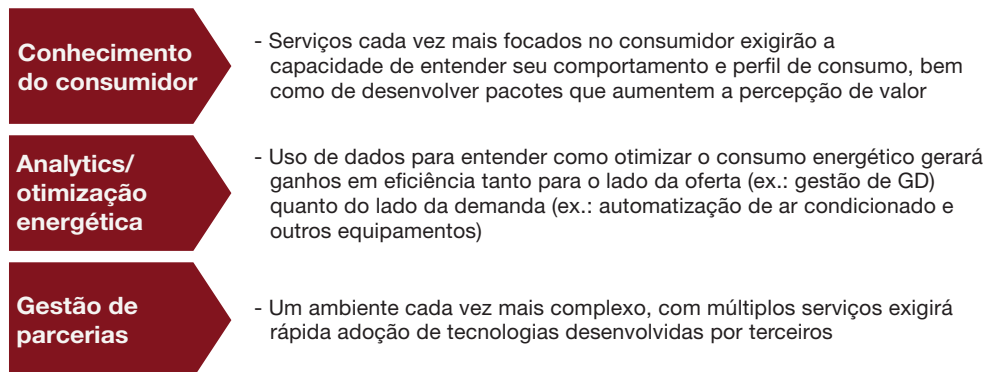 Conhecimento
do consumidor
- Serviços cada vez mais focados no consumidor exigirão a
capacidade de entender seu comportamento e perfil de consumo, bem
como de desenvolver pacotes que aumentem a percepção de valor
Analytics/
otimização
energética
- Uso de dados para entender como otimizar o consumo energético gerará
ganhos em eficiência tanto para o lado da oferta (ex.: gestão de GD)
quanto do lado da demanda (ex.: automatização de ar condicionado e
outros equipamentos)
Gestão de
parcerias
- Um ambiente cada vez mais complexo, com múltiplos serviços exigirá
rápida adoção de tecnologias desenvolvidas por terceiros